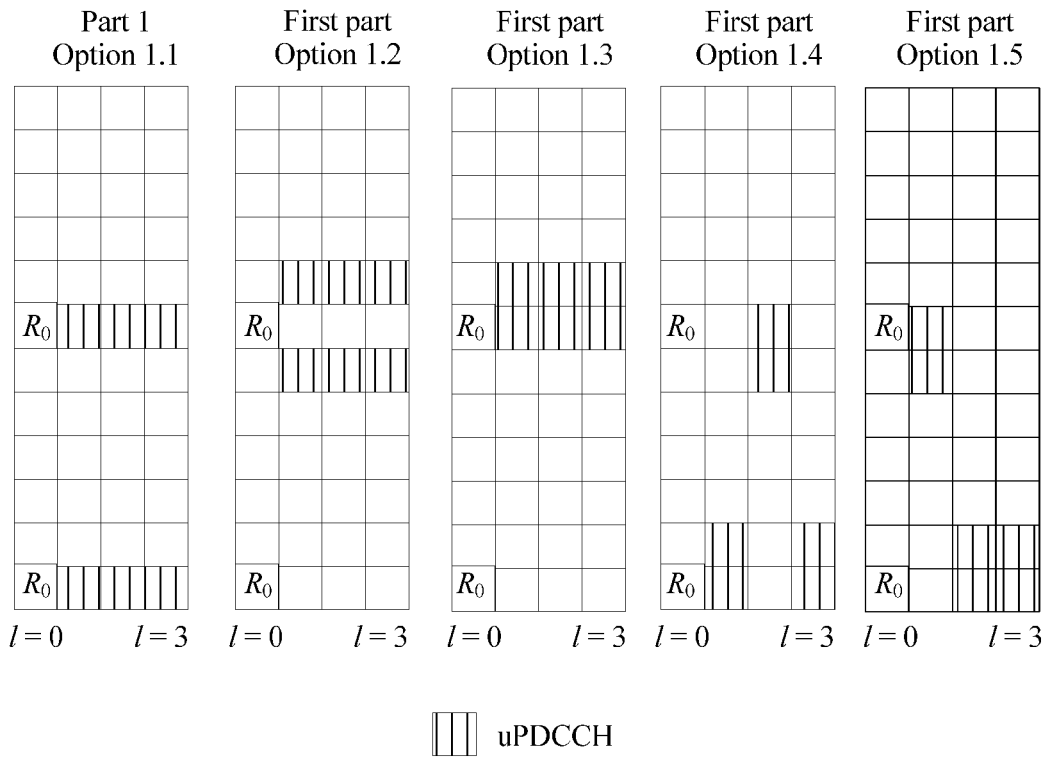 Part 1 First part First part First part First part
Option 1.1 Option 1.2 Option 1.3 Option 1.4 Option 1.5
R0 R0 R0 R0 R0
R0 R0 R0 R0 R0
l = 0 l = 3 l = 0 l = 3 l = 0 l = 3 l = 0 l = 3 l = 0 l = 3
uPDCCH